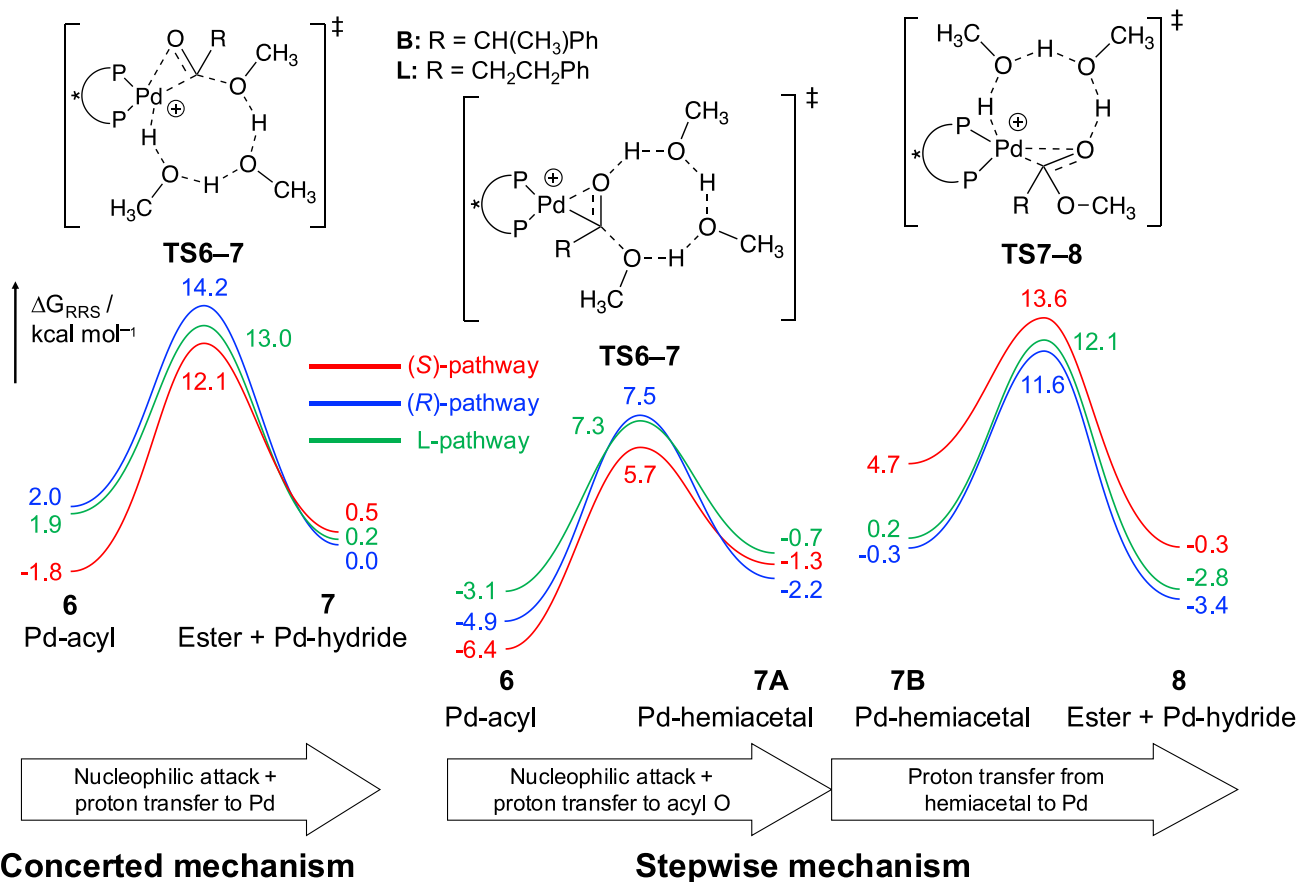 B: R = CH(CH₃)Ph
L: R = CH₂CH₂Ph
‡
O
R
CH₃
P
Pd
O
⊕
*
P
H
H
O
H
O
H₃C
CH₃
TS6–7
‡
CH₃
H
O
⊕
O
P
Pd
H
*
P
R
O
H
O
CH₃
H₃C
TS6–7
‡
H₃C
H
CH₃
O
O
H
H
P
⊕
Pd
O
*
P
R
O
CH₃
TS7–8
ΔG_RRS /
kcal mol⁻¹
14.2
13.0
12.1
2.0
1.9
-1.8
0.5
0.2
0.0
6
7
Pd-acyl
Ester + Pd-hydride
(S)-pathway
(R)-pathway
L-pathway
7.5
7.3
5.7
-3.1
-4.9
-6.4
-0.7
-1.3
-2.2
6
7A
Pd-acyl
Pd-hemiacetal
13.6
12.1
11.6
4.7
0.2
-0.3
-0.3
-2.8
-3.4
7B
8
Pd-hemiacetal
Ester + Pd-hydride
Nucleophilic attack +
proton transfer to Pd
Nucleophilic attack +
proton transfer to acyl O
Proton transfer from
hemiacetal to Pd
Concerted mechanism
Stepwise mechanism